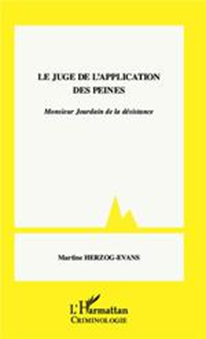 LE JUGE DE L'APPLICATION
DES PEINES
Monsieur Jourdain de la désistance
Martine HERZOG-EVANS
L'Harmattan
CRIMINOLOGIE